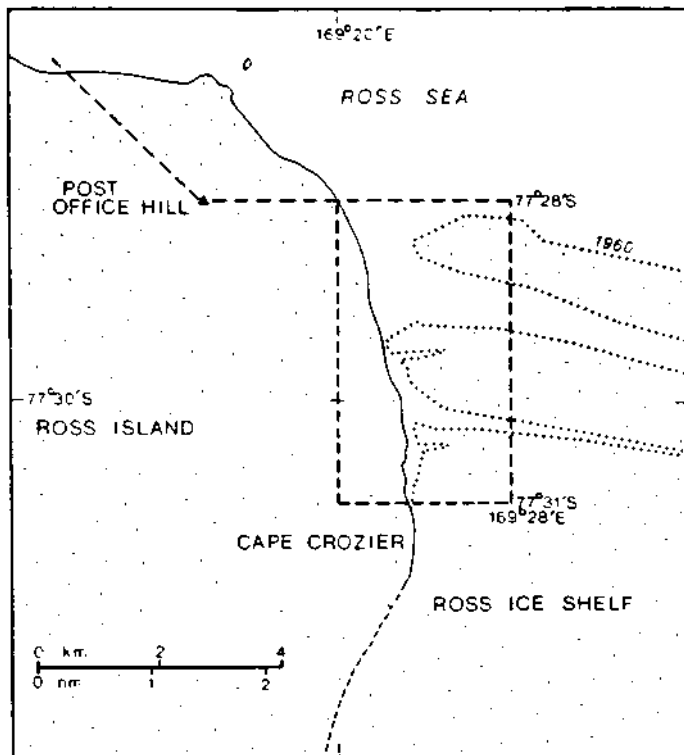 169°20'E
ROSS SEA
POST
OFFICE HILL
77°28'S
1960
77°30'S
ROSS ISLAND
77°31'S
169°28'E
CAPE CROZIER
ROSS ICE SHELF
0 km. 2 4
0 nm. 1 2